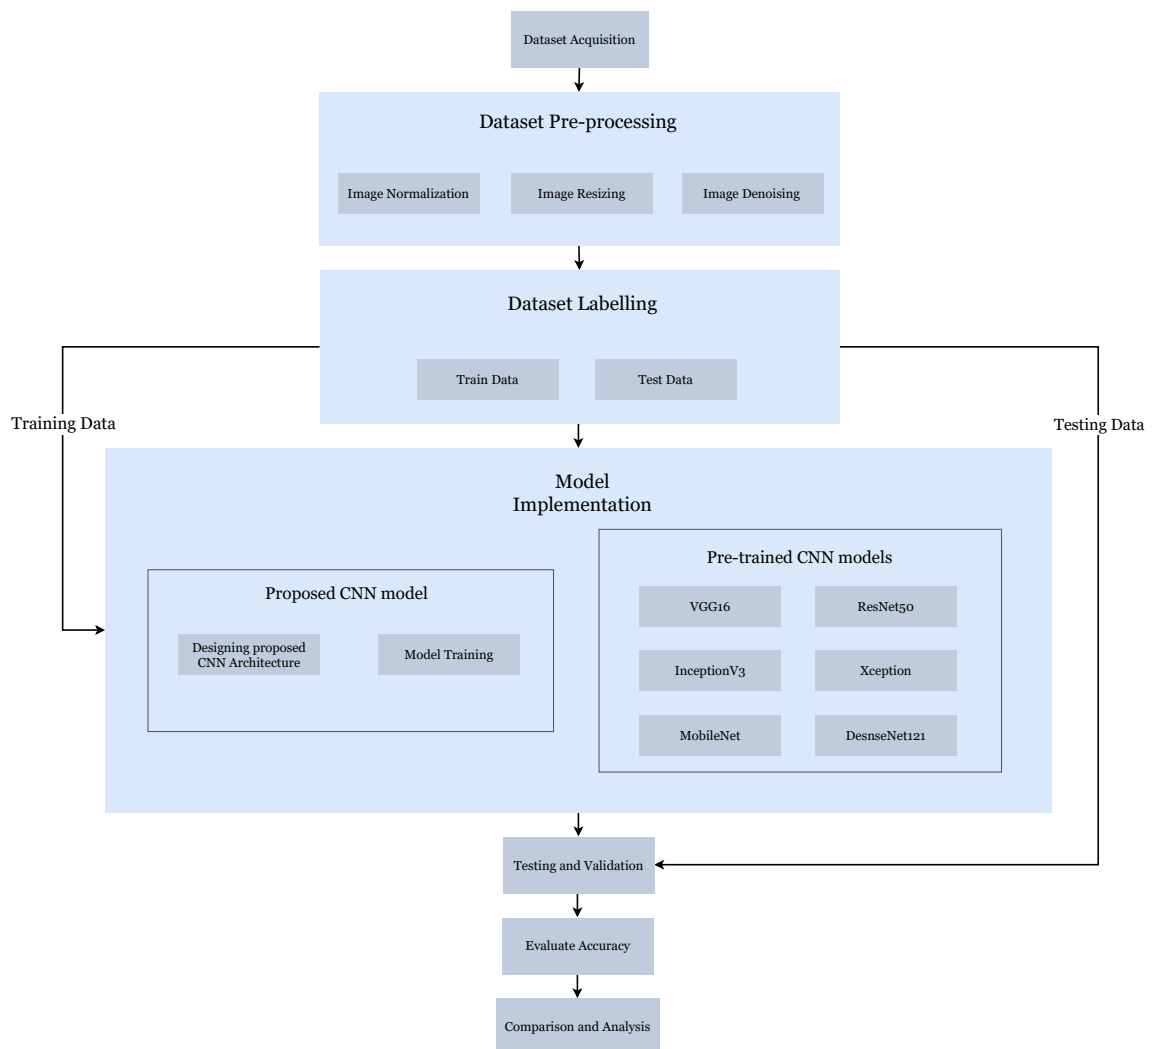 Dataset Acquisition
Dataset Pre-processing
Image Normalization
Image Resizing
Image Denoising
Dataset Labelling
Train Data
Test Data
Training Data
Testing Data
Model
Implementation
Proposed CNN model
Designing proposed
CNN Architecture
Model Training
Pre-trained CNN models
VGG16
ResNet50
InceptionV3
Xception
MobileNet
DesnseNet121
Testing and Validation
Evaluate Accuracy
Comparison and Analysis